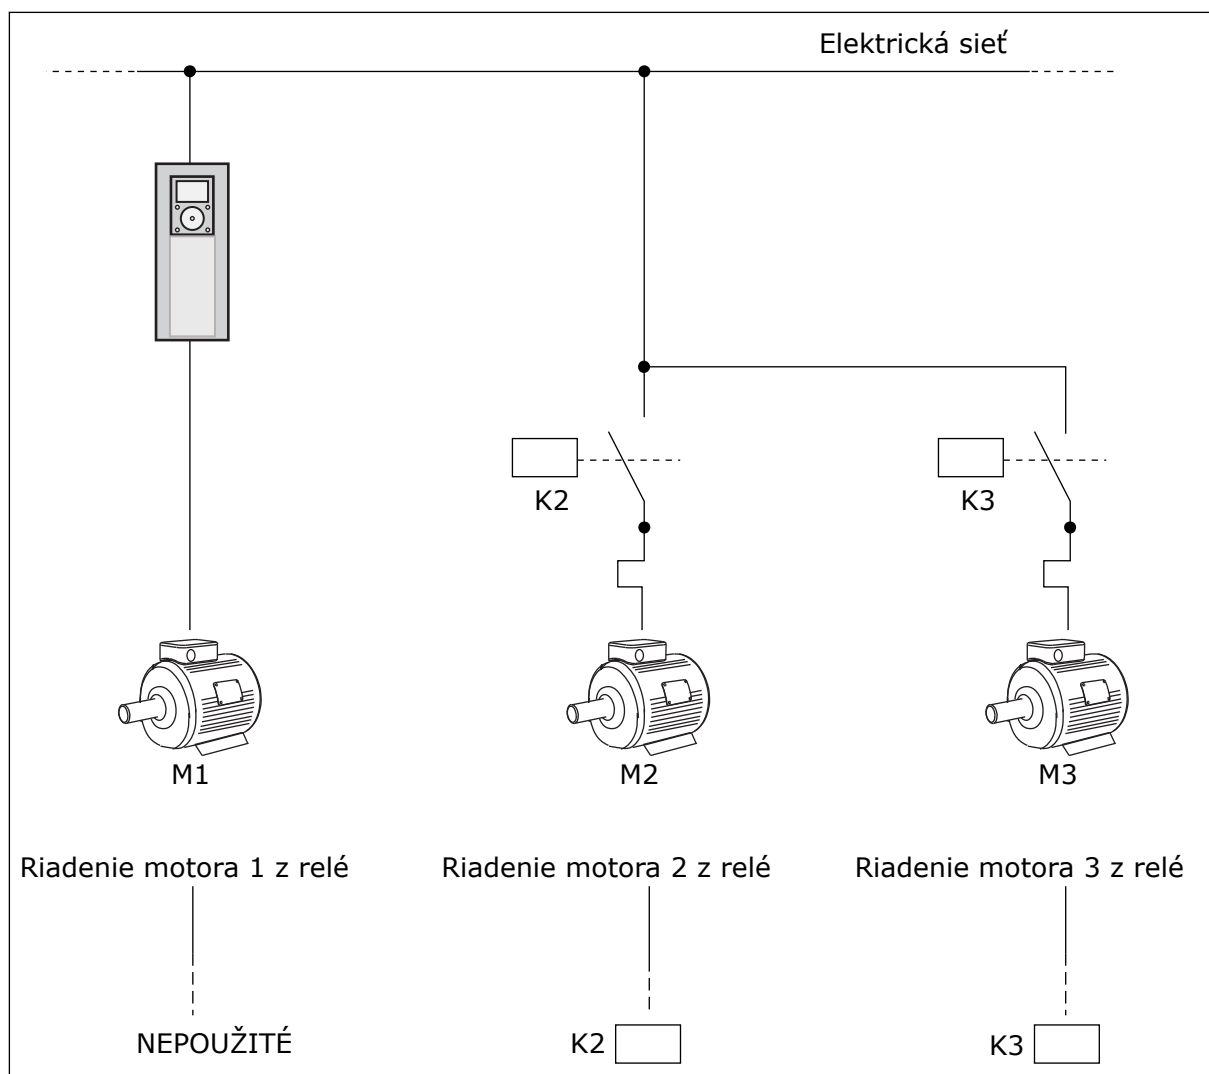 Elektrická sieť
K2
K3
M1
M2
M3
Riadenie motora 1 z relé
Riadenie motora 2 z relé
Riadenie motora 3 z relé
NEPOUŽITÉ
K2
K3